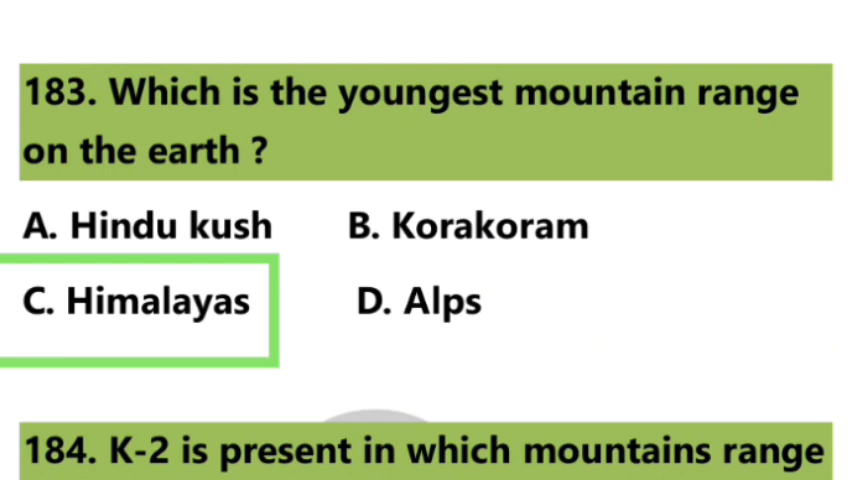 183. Which is the youngest mountain range
on the earth ?
A. Hindu kush B. Korakoram
C. Himalayas D. Alps
184. K-2 is present in which mountains range